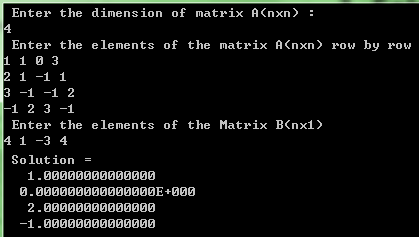 Enter the dimension of matrix A(nxn) :
4
Enter the elements of the matrix A(nxn) row by row
1 1 0 3
2 1 -1 1
3 -1 -1 2
-1 2 3 -1
Enter the elements of the Matrix B(nx1)
4 1 -3 4
Solution =
1.00000000000000
0.000000000000000E+000
2.00000000000000
-1.00000000000000